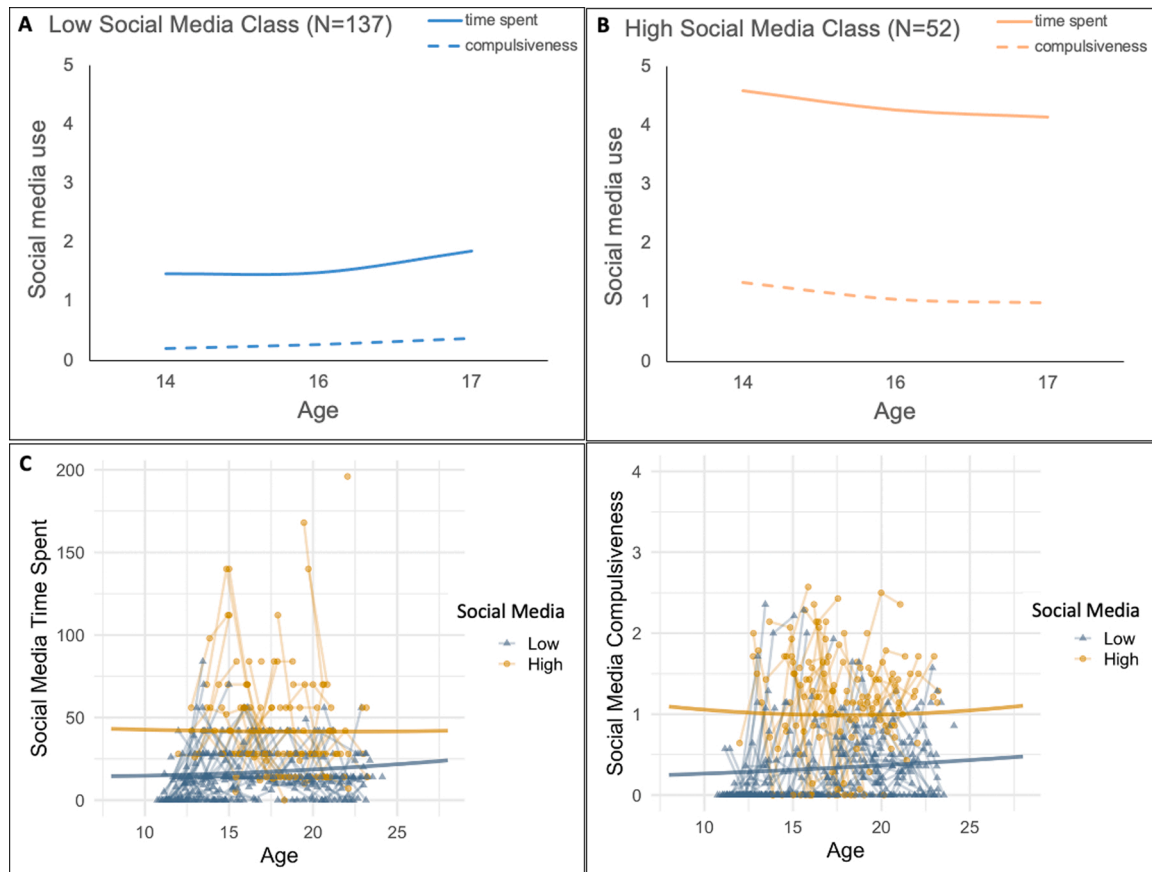 A Low Social Media Class (N=137)
time spent
compulsiveness
5
4
3
2
1
0
Social media use
14 16 17
Age
B High Social Media Class (N=52)
time spent
compulsiveness
5
4
3
2
1
0
Social media use
14 16 17
Age
C
200
150
100
50
0
Social Media Time Spent
10 15 20 25
Age
Social Media
Low
High
4
3
2
1
0
Social Media Compulsiveness
10 15 20 25
Age
Social Media
Low
High